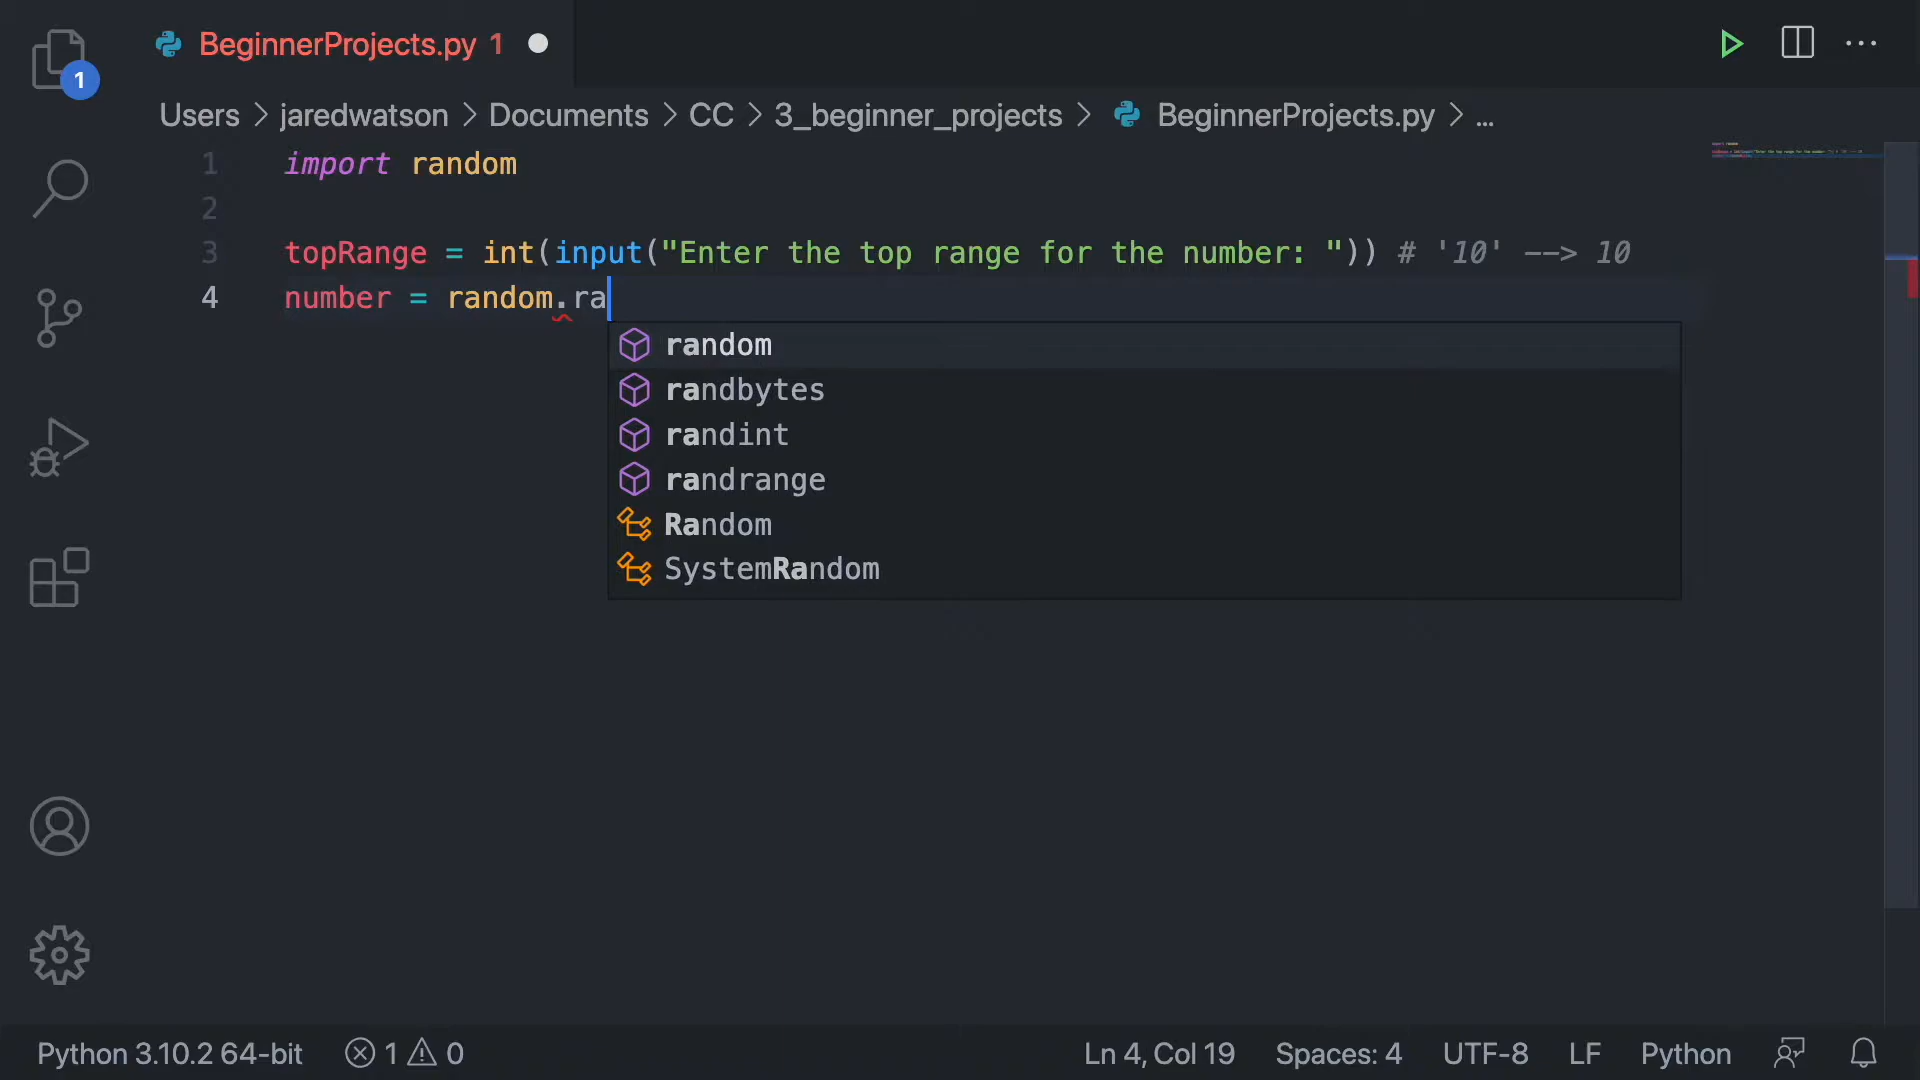 BeginnerProjects.py 1
1
Users > jaredwatson > Documents > CC > 3_beginner_projects > BeginnerProjects.py > ...
1 import random
2
3 topRange = int(input("Enter the top range for the number: ")) # '10' --> 10
4 number = random.ra
random
randbytes
randint
randrange
Random
SystemRandom
Python 3.10.2 64-bit 1 0 Ln 4, Col 19 Spaces: 4 UTF-8 LF Python